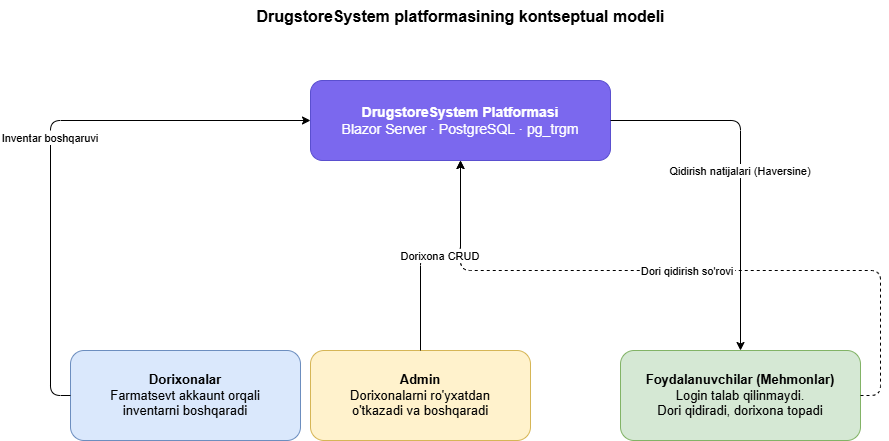 DrugstoreSystem platformasining kontseptual modeli
DrugstoreSystem Platformasi
Blazor Server · PostgreSQL · pg_trgm
Inventar boshqaruvi
Qidirish natijalari (Haversine)
Dorixona CRUD
Dori qidirish so'rovi
Dorixonalar
Farmatsevt akkaunt orqali
inventarni boshqaradi
Admin
Dorixonalarni ro'yxatdan
o'tkazadi va boshqaradi
Foydalanuvchilar (Mehmonlar)
Login talab qilinmaydi.
Dori qidiradi, dorixona topadi